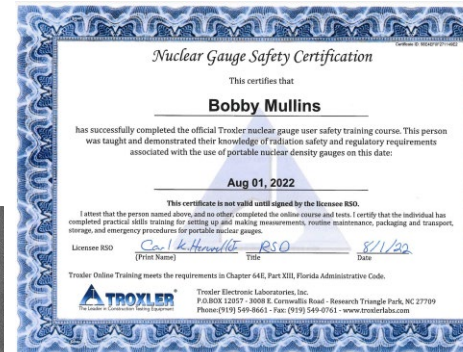 Nuclear Gauge Safety Certification
This certifies that
Bobby Mullins
has successfully completed the official Troxler nuclear gauge user safety training course. This person
was taught and demonstrated their knowledge of radiation safety and regulatory requirements
associated with the use of portable nuclear density gauges on this date:
Aug 01, 2022
This certificate is not valid until signed by the licensee RSO.
I attest that the person named above, and no other, completed the online course and tests. I certify that the individual has
completed practical skills training for setting up and making measurements, routine maintenance, packaging and transport,
storage, and emergency procedures for portable nuclear gauges.
Licensee RSO Carl K. RSO 8/1/22
[Print Name] Title Date
Troxler Online Training meets the requirements in Chapter 64E, Part XIII, Florida Administrative Code.
TROXLER
The Leader in Construction Testing Equipment
Troxler Electronic Laboratories, Inc.
P.O.BOX 12057 - 3008 E. Cornwallis Road - Research Triangle Park, NC 27709
Phone:(919) 549-8661 - Fax: (919) 549-0761 - www.troxlerlabs.com